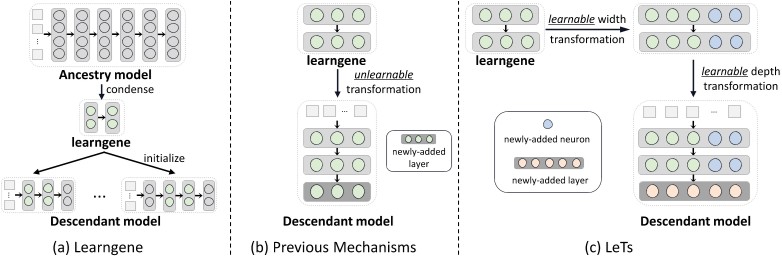 Ancestry model
condense
learngene
initialize
...
Descendant model
(a) Learngene
learngene
unlearnable
transformation
...
newly-added
layer
Descendant model
(b) Previous Mechanisms
learngene
learnable width
transformation
learnable depth
transformation
...
newly-added neuron
newly-added layer
Descendant model
(c) LeTs